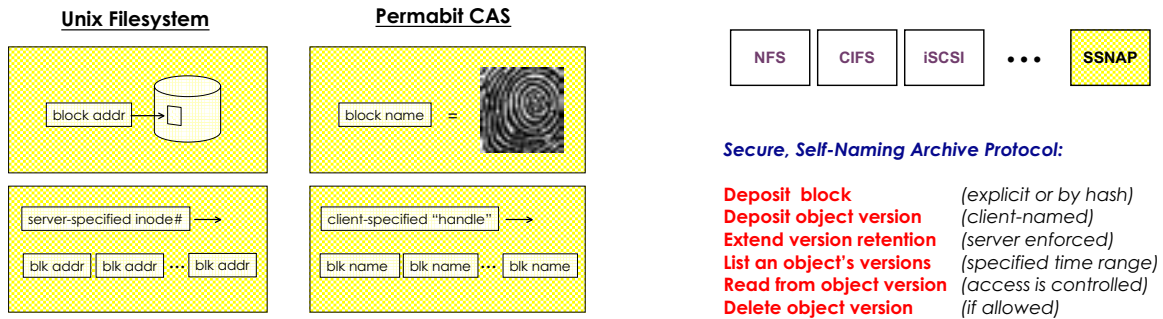 Unix Filesystem
block addr
server-specified inode#
blk addr blk addr ... blk addr
Permabit CAS
block name =
client-specified “handle”
blk name blk name ... blk name
NFS CIFS iSCSI • • • SSNAP
Secure, Self-Naming Archive Protocol:
Deposit block (explicit or by hash)
Deposit object version (client-named)
Extend version retention (server enforced)
List an object’s versions (specified time range)
Read from object version (access is controlled)
Delete object version (if allowed)